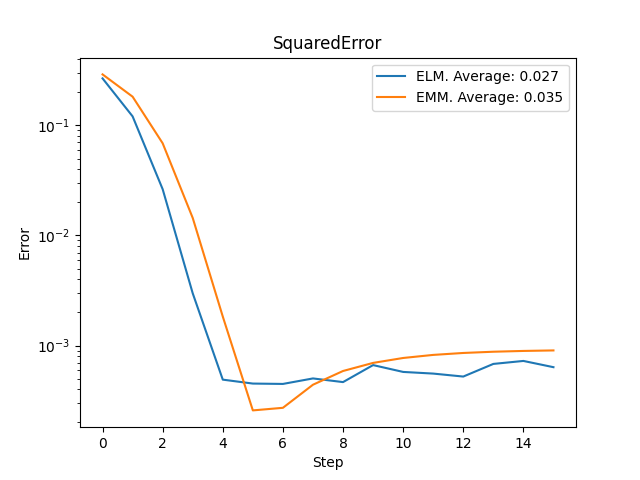 SquaredError
ELM. Average: 0.027
EMM. Average: 0.035
Error
10⁻¹
10⁻²
10⁻³
0 2 4 6 8 10 12 14
Step